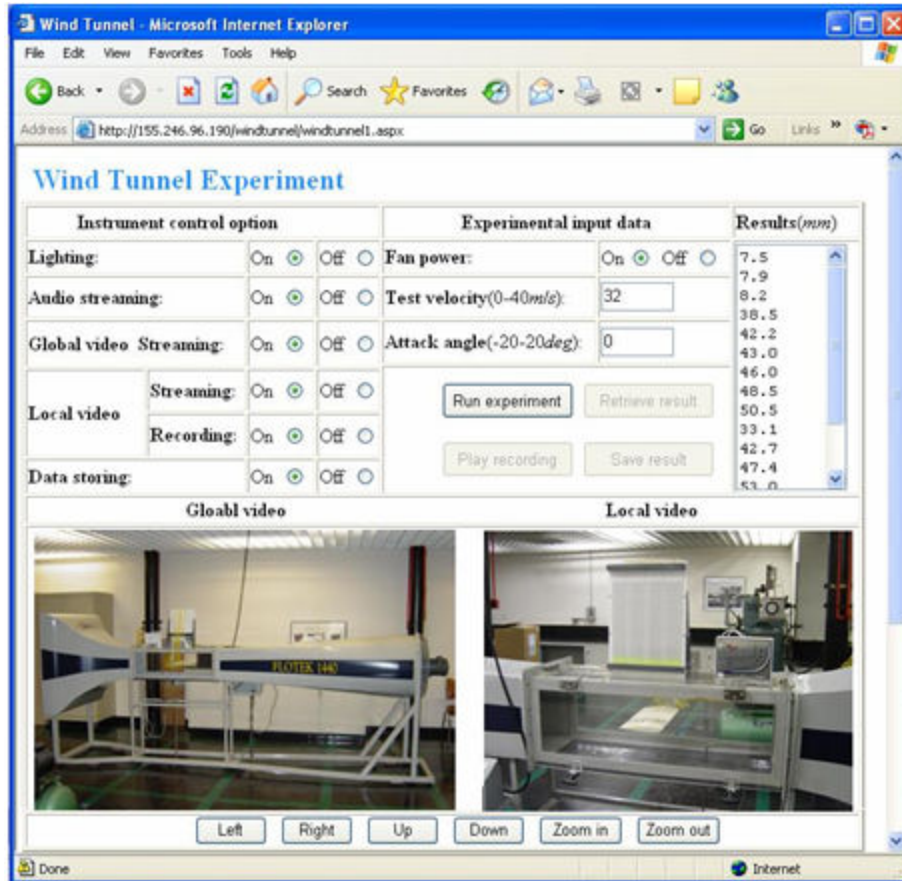 Wind Tunnel - Microsoft Internet Explorer
File Edit View Favorites Tools Help
Back Search Favorites
Address http://155.246.96.190/windtunnel/windtunnel1.aspx Go Links »
Wind Tunnel Experiment
Instrument control option Experimental input data Results(mm)
Lighting: On Off Fan power: On Off
Audio streaming: On Off Test velocity(0-40m/s): 32
Global video Streaming: On Off Attack angle(-20-20deg): 0
Local video Streaming: On Off Run experiment Retrieve result
Recording: On Off Play recording Save result
Data storing: On Off
7.5
7.9
8.2
38.5
42.2
43.0
46.0
48.5
50.5
33.1
42.7
47.4
53.0
Gloabl video Local video
FLOTEK 1440
Left Right Up Down Zoom in Zoom out
Done Internet